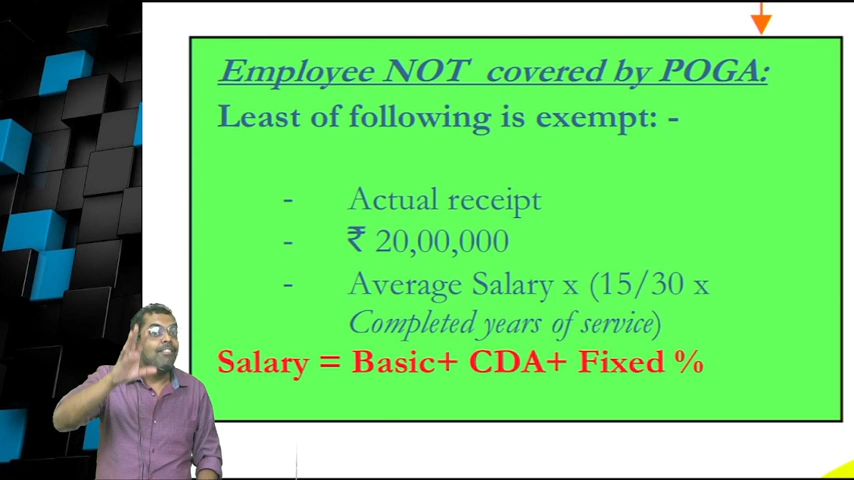 Employee NOT covered by POGA:
Least of following is exempt: -
- Actual receipt
- ₹ 20,00,000
- Average Salary x (15/30 x
Completed years of service)
Salary = Basic+ CDA+ Fixed %